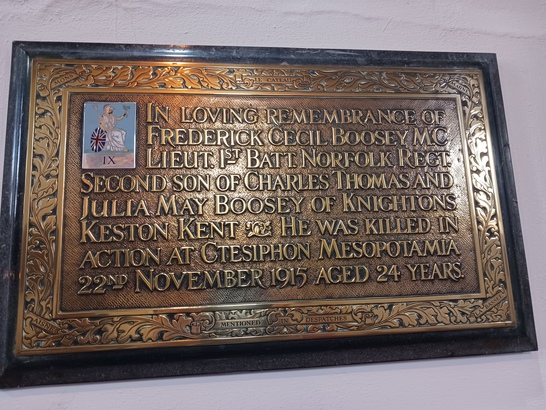 IX
IN LOVING REMEMBRANCE OF
FREDERICK CECIL BOOSEY M.C.
LIEUT 1ST BATT. NORFOLK REGT.
SECOND SON OF CHARLES THOMAS AND
JULIA MAY BOOSEY OF KNIGHTONS
KESTON KENT HE WAS KILLED IN
ACTION AT CTESIPHON MESOPOTAMIA
22ND NOVEMBER 1915 AGED 24 YEARS.
MENTIONED IN DESPATCHES